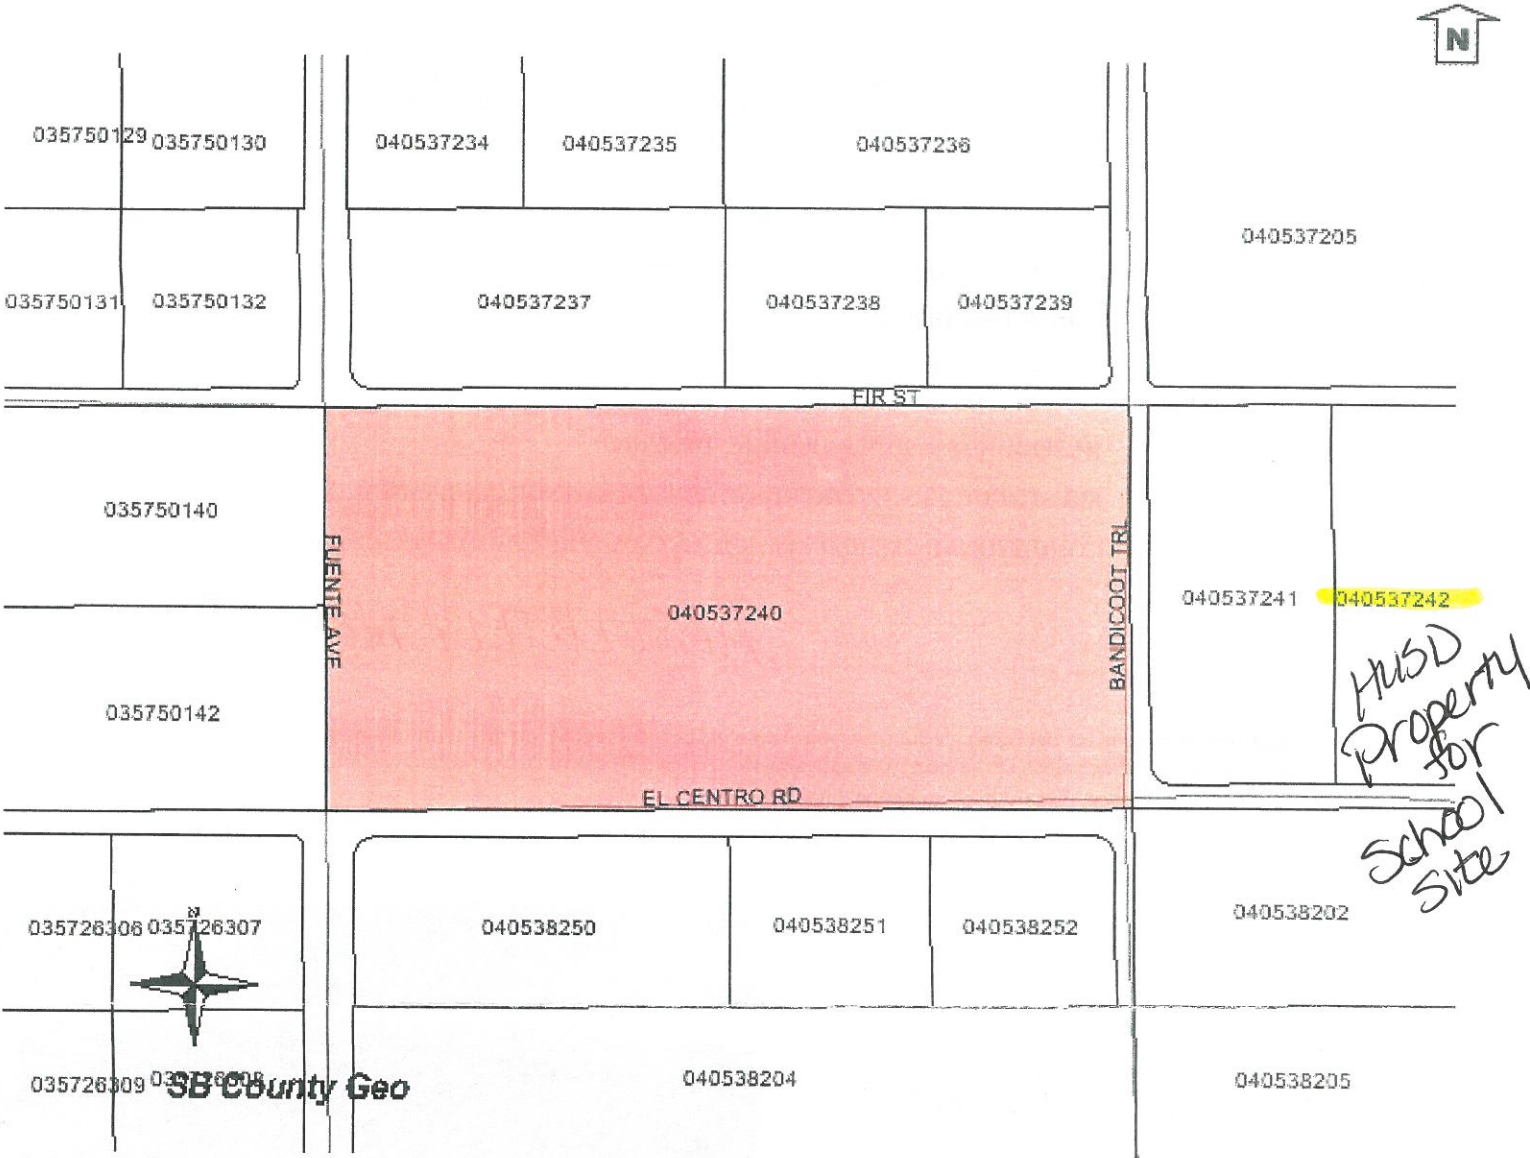 N
035750129 035750130 040537234 040537235 040537236
040537205
035750131 035750132 040537237 040537238 040537239
FIR ST
035750140
FUENTE AVE
040537240
BANDICOOT TRL
040537241 040537242
035750142
HUSD
Property
for
School
Site
EL CENTRO RD
035726306 035726307 040538250 040538251 040538252 040538202
N
035726309 040538204 040538205
SB County Geo